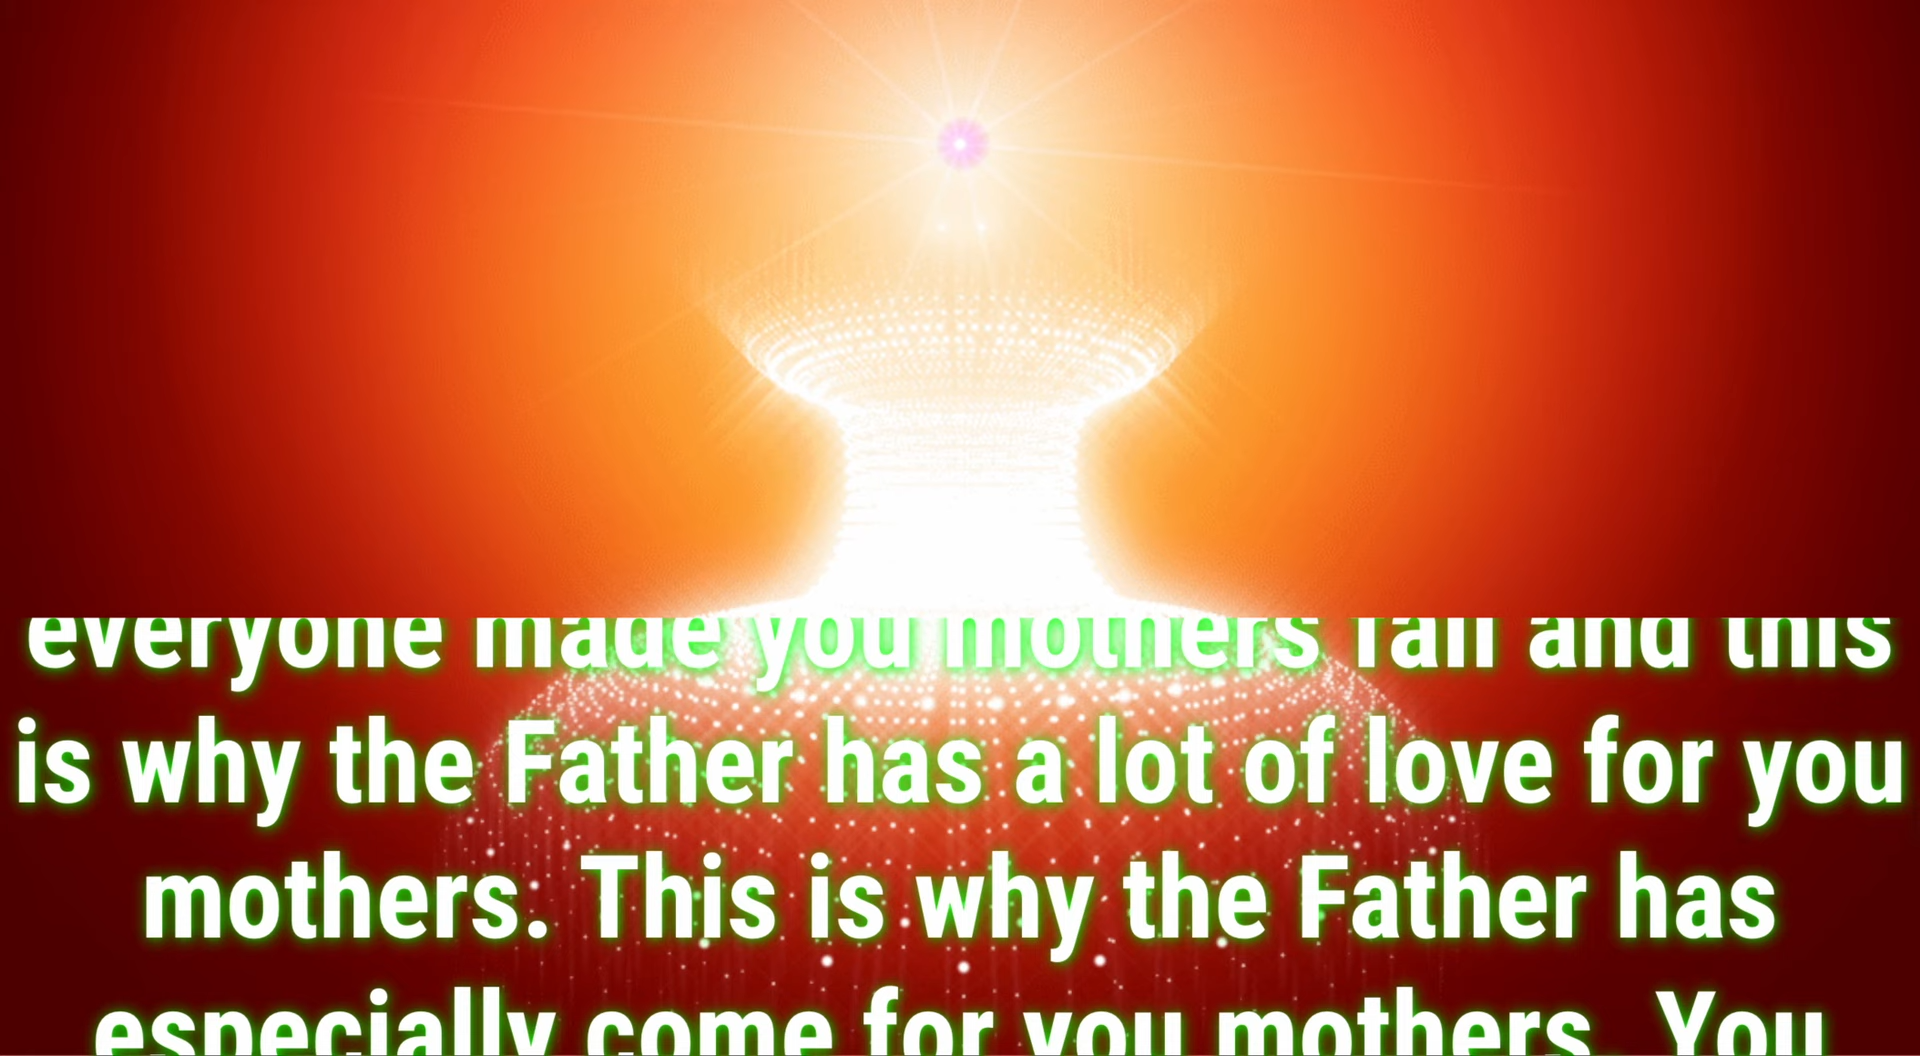 everyone made you mothers fall and this
is why the Father has a lot of love for you
mothers. This is why the Father has
especially come for you mothers. You